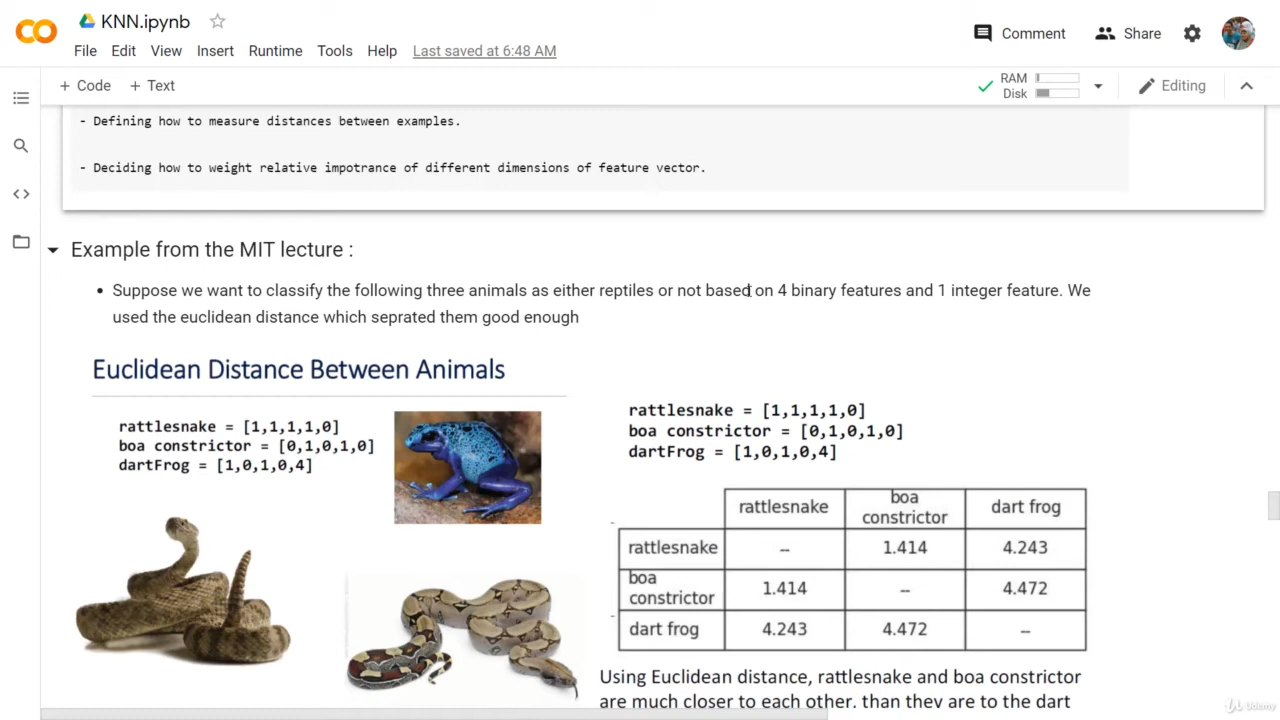 KNN.ipynb
File Edit View Insert Runtime Tools Help Last saved at 6:48 AM
Comment Share
+ Code + Text
RAM
Disk
Editing
- Defining how to measure distances between examples.
- Deciding how to weight relative impotrance of different dimensions of feature vector.
Example from the MIT lecture :
• Suppose we want to classify the following three animals as either reptiles or not based on 4 binary features and 1 integer feature. We
used the euclidean distance which seprated them good enough
Euclidean Distance Between Animals
rattlesnake = [1,1,1,1,0]
boa constrictor = [0,1,0,1,0]
dartFrog = [1,0,1,0,4]
rattlesnake = [1,1,1,1,0]
boa constrictor = [0,1,0,1,0]
dartFrog = [1,0,1,0,4]
rattlesnake boa constrictor dart frog
rattlesnake -- 1.414 4.243
boa constrictor 1.414 -- 4.472
dart frog 4.243 4.472 --
Using Euclidean distance, rattlesnake and boa constrictor
are much closer to each other, than they are to the dart
Udemy